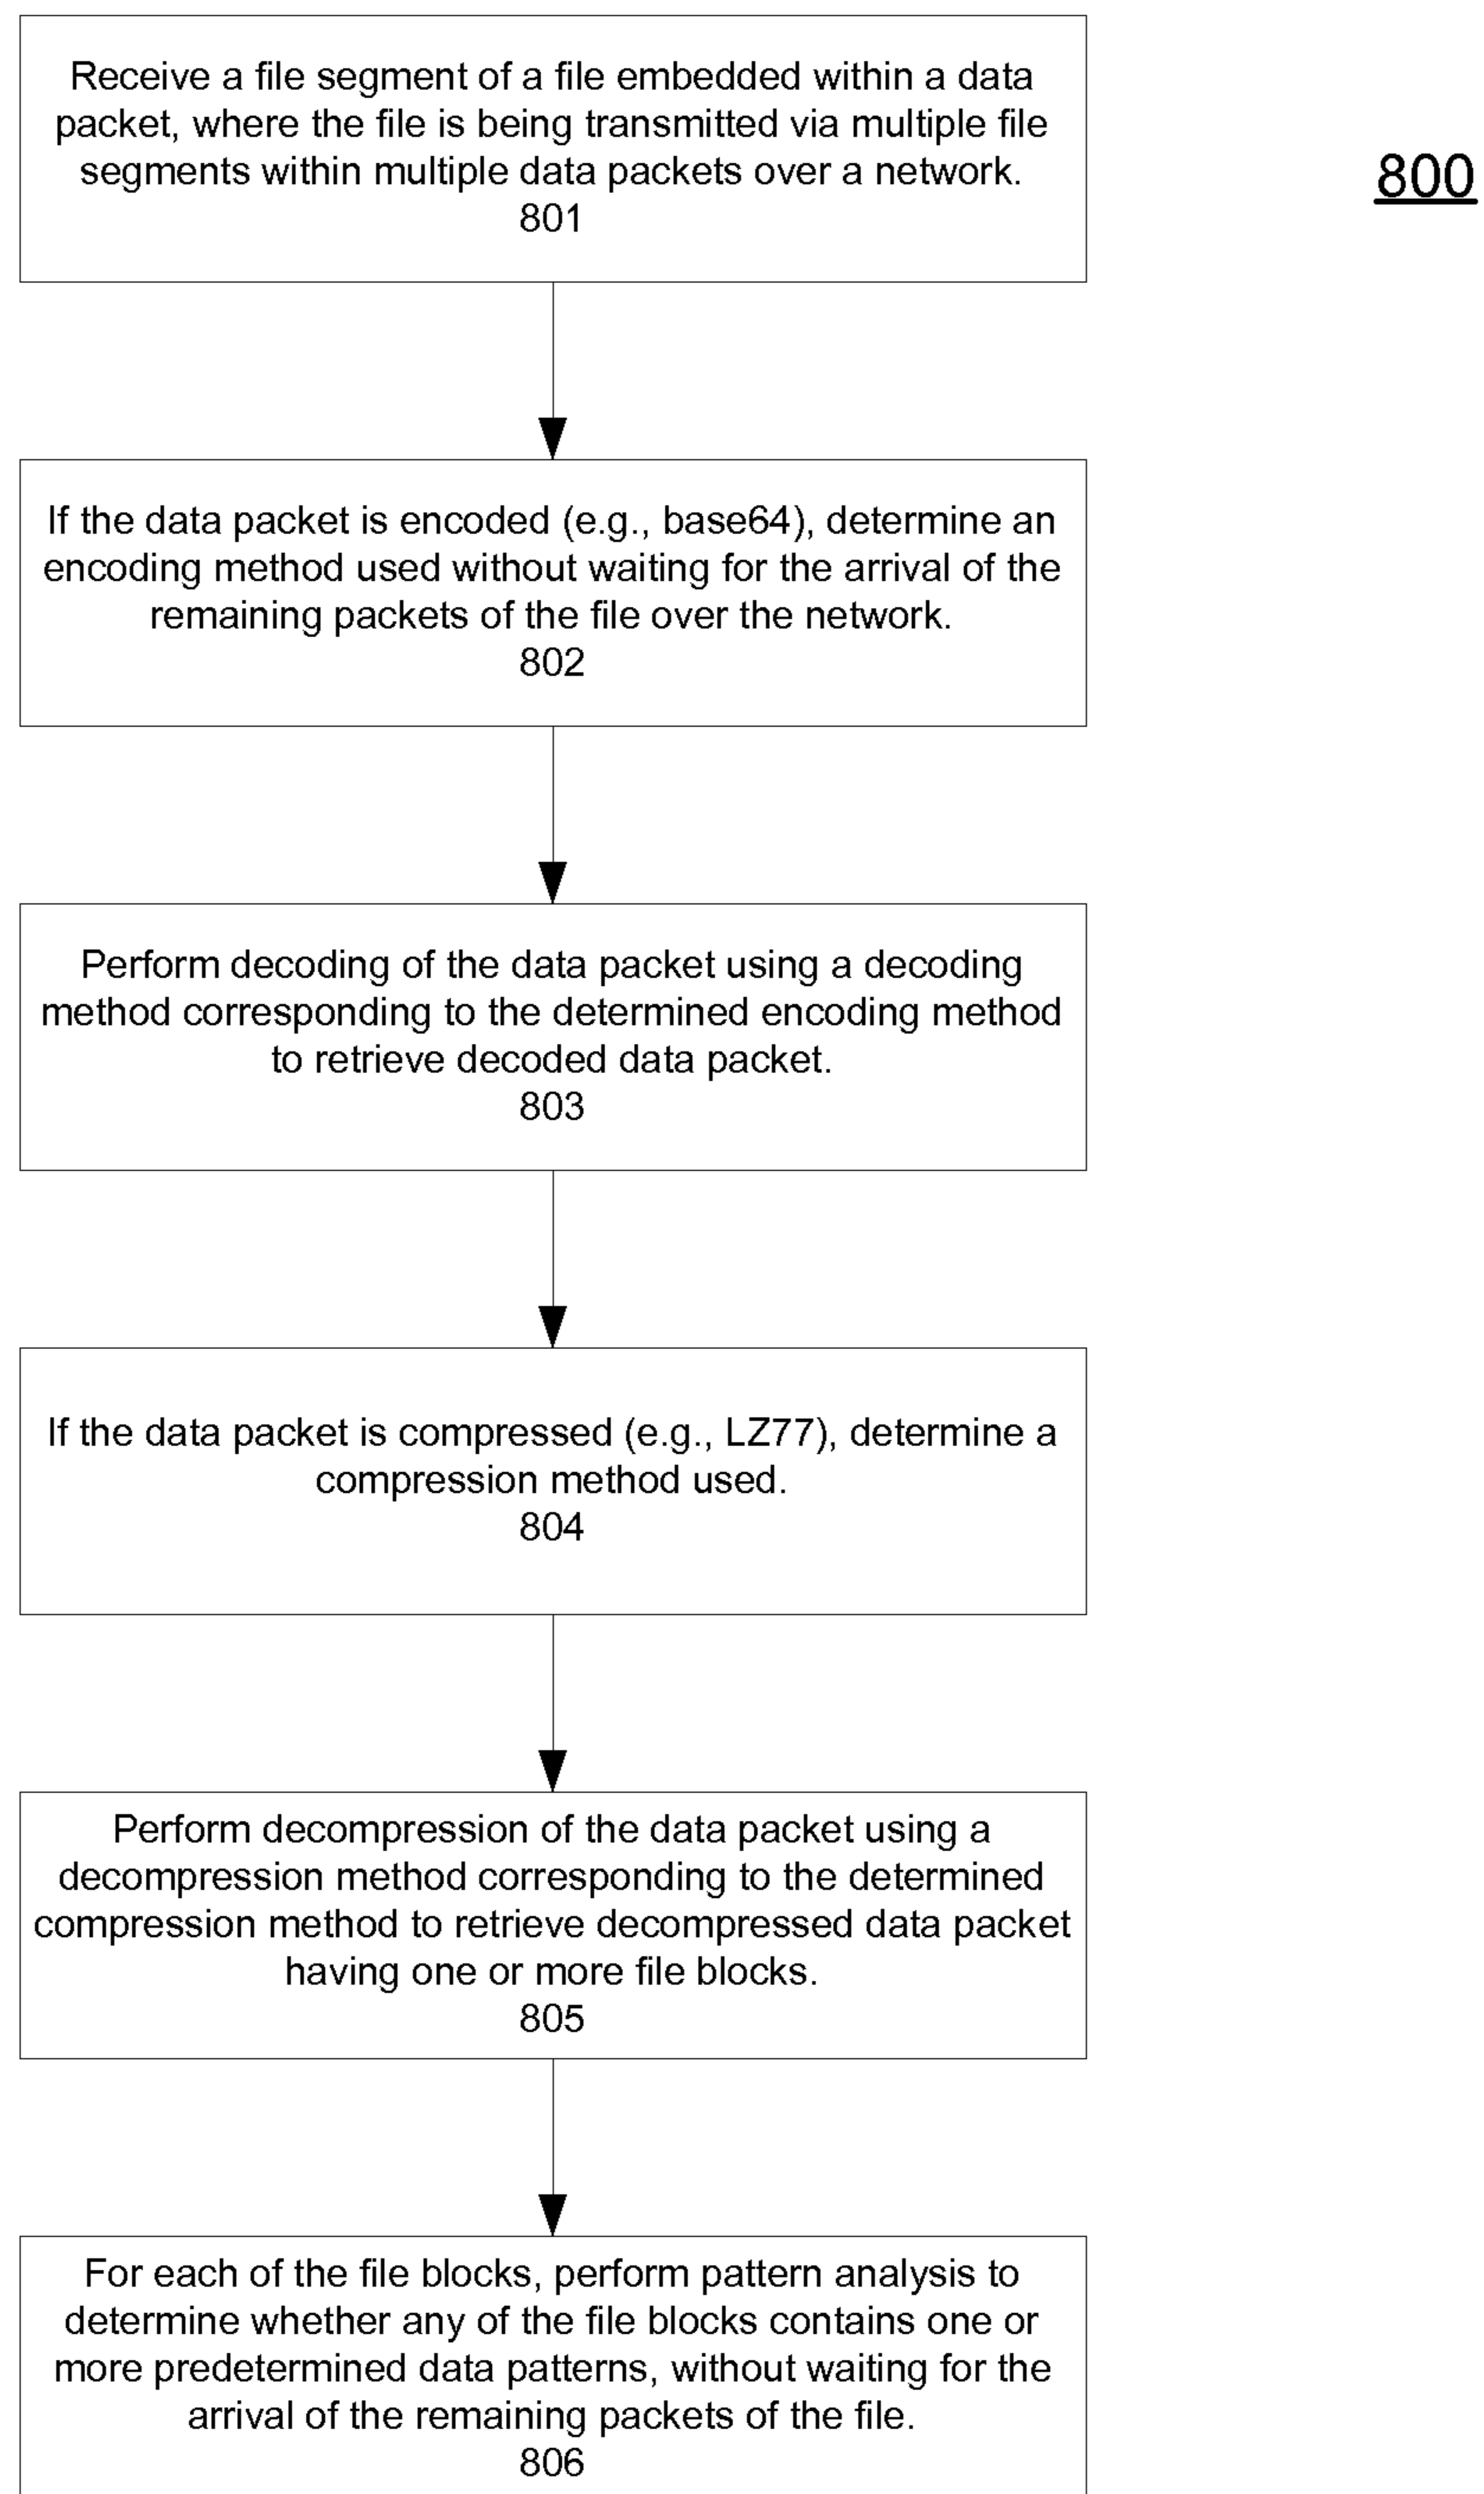 Receive a file segment of a file embedded within a data
packet, where the file is being transmitted via multiple file
segments within multiple data packets over a network.
801
800
If the data packet is encoded (e.g., base64), determine an
encoding method used without waiting for the arrival of the
remaining packets of the file over the network.
802
Perform decoding of the data packet using a decoding
method corresponding to the determined encoding method
to retrieve decoded data packet.
803
If the data packet is compressed (e.g., LZ77), determine a
compression method used.
804
Perform decompression of the data packet using a
decompression method corresponding to the determined
compression method to retrieve decompressed data packet
having one or more file blocks.
805
For each of the file blocks, perform pattern analysis to
determine whether any of the file blocks contains one or
more predetermined data patterns, without waiting for the
arrival of the remaining packets of the file.
806